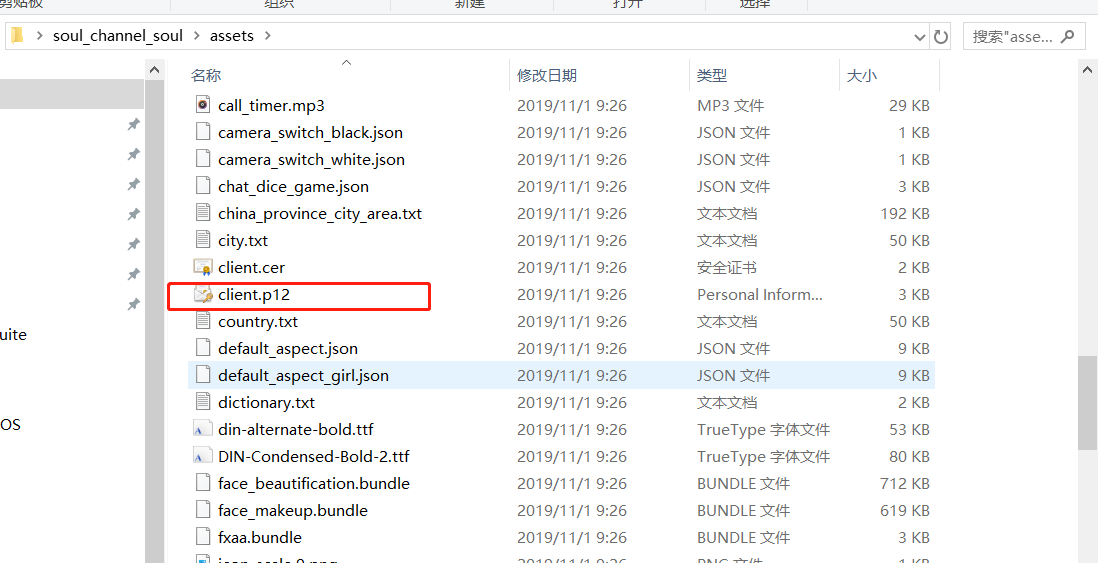 剪贴板 组织 新建 打开 选择
soul_channel_soul assets 搜索"asse...
名称 修改日期 类型 大小
call_timer.mp3 2019/11/1 9:26 MP3 文件 29 KB
camera_switch_black.json 2019/11/1 9:26 JSON 文件 1 KB
camera_switch_white.json 2019/11/1 9:26 JSON 文件 1 KB
chat_dice_game.json 2019/11/1 9:26 JSON 文件 3 KB
china_province_city_area.txt 2019/11/1 9:26 文本文档 192 KB
city.txt 2019/11/1 9:26 文本文档 50 KB
client.cer 2019/11/1 9:26 安全证书 2 KB
client.p12 2019/11/1 9:26 Personal Inform... 3 KB
country.txt 2019/11/1 9:26 文本文档 50 KB
uite
default_aspect.json 2019/11/1 9:26 JSON 文件 9 KB
default_aspect_girl.json 2019/11/1 9:26 JSON 文件 9 KB
dictionary.txt 2019/11/1 9:26 文本文档 2 KB
OS
din-alternate-bold.ttf 2019/11/1 9:26 TrueType 字体文件 53 KB
DIN-Condensed-Bold-2.ttf 2019/11/1 9:26 TrueType 字体文件 80 KB
face_beautification.bundle 2019/11/1 9:26 BUNDLE 文件 712 KB
face_makeup.bundle 2019/11/1 9:26 BUNDLE 文件 619 KB
fxaa.bundle 2019/11/1 9:26 BUNDLE 文件 3 KB